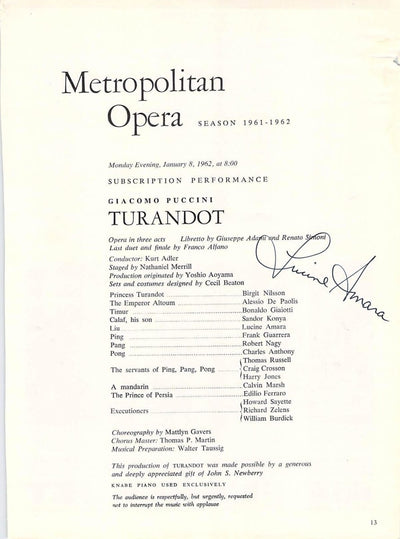 Metropolitan
Opera SEASON 1961-1962
Monday Evening, January 8, 1962, at 8:00
SUBSCRIPTION PERFORMANCE
GIACOMO PUCCINI
TURANDOT
Opera in three acts Libretto by Giuseppe Adami and Renato Simoni
Last duet and finale by Franco Alfano
Lucine Amara
Conductor: Kurt Adler
Staged by Nathaniel Merrill
Production originated by Yoshio Aoyama
Sets and costumes designed by Cecil Beaton
Princess Turandot Birgit Nilsson
The Emperor Altoum Alessio De Paolis
Timur Bonaldo Giaiotti
Calaf, his son Sandor Konya
Liu Lucine Amara
Ping Frank Guarrera
Pang Robert Nagy
Pong Charles Anthony
Thomas Russell
The servants of Ping, Pang, Pong Craig Crosson
Harry Jones
A mandarin Calvin Marsh
The Prince of Persia Edilio Ferraro
Howard Sayette
Executioners Richard Zelens
William Burdick
Choreography by Mattlyn Gavers
Chorus Master: Thomas P. Martin
Musical Preparation: Walter Taussig
This production of TURANDOT was made possible by a generous
and deeply appreciated gift of John S. Newberry
KNABE PIANO USED EXCLUSIVELY
The audience is respectfully, but urgently, requested
not to interrupt the music with applause
13